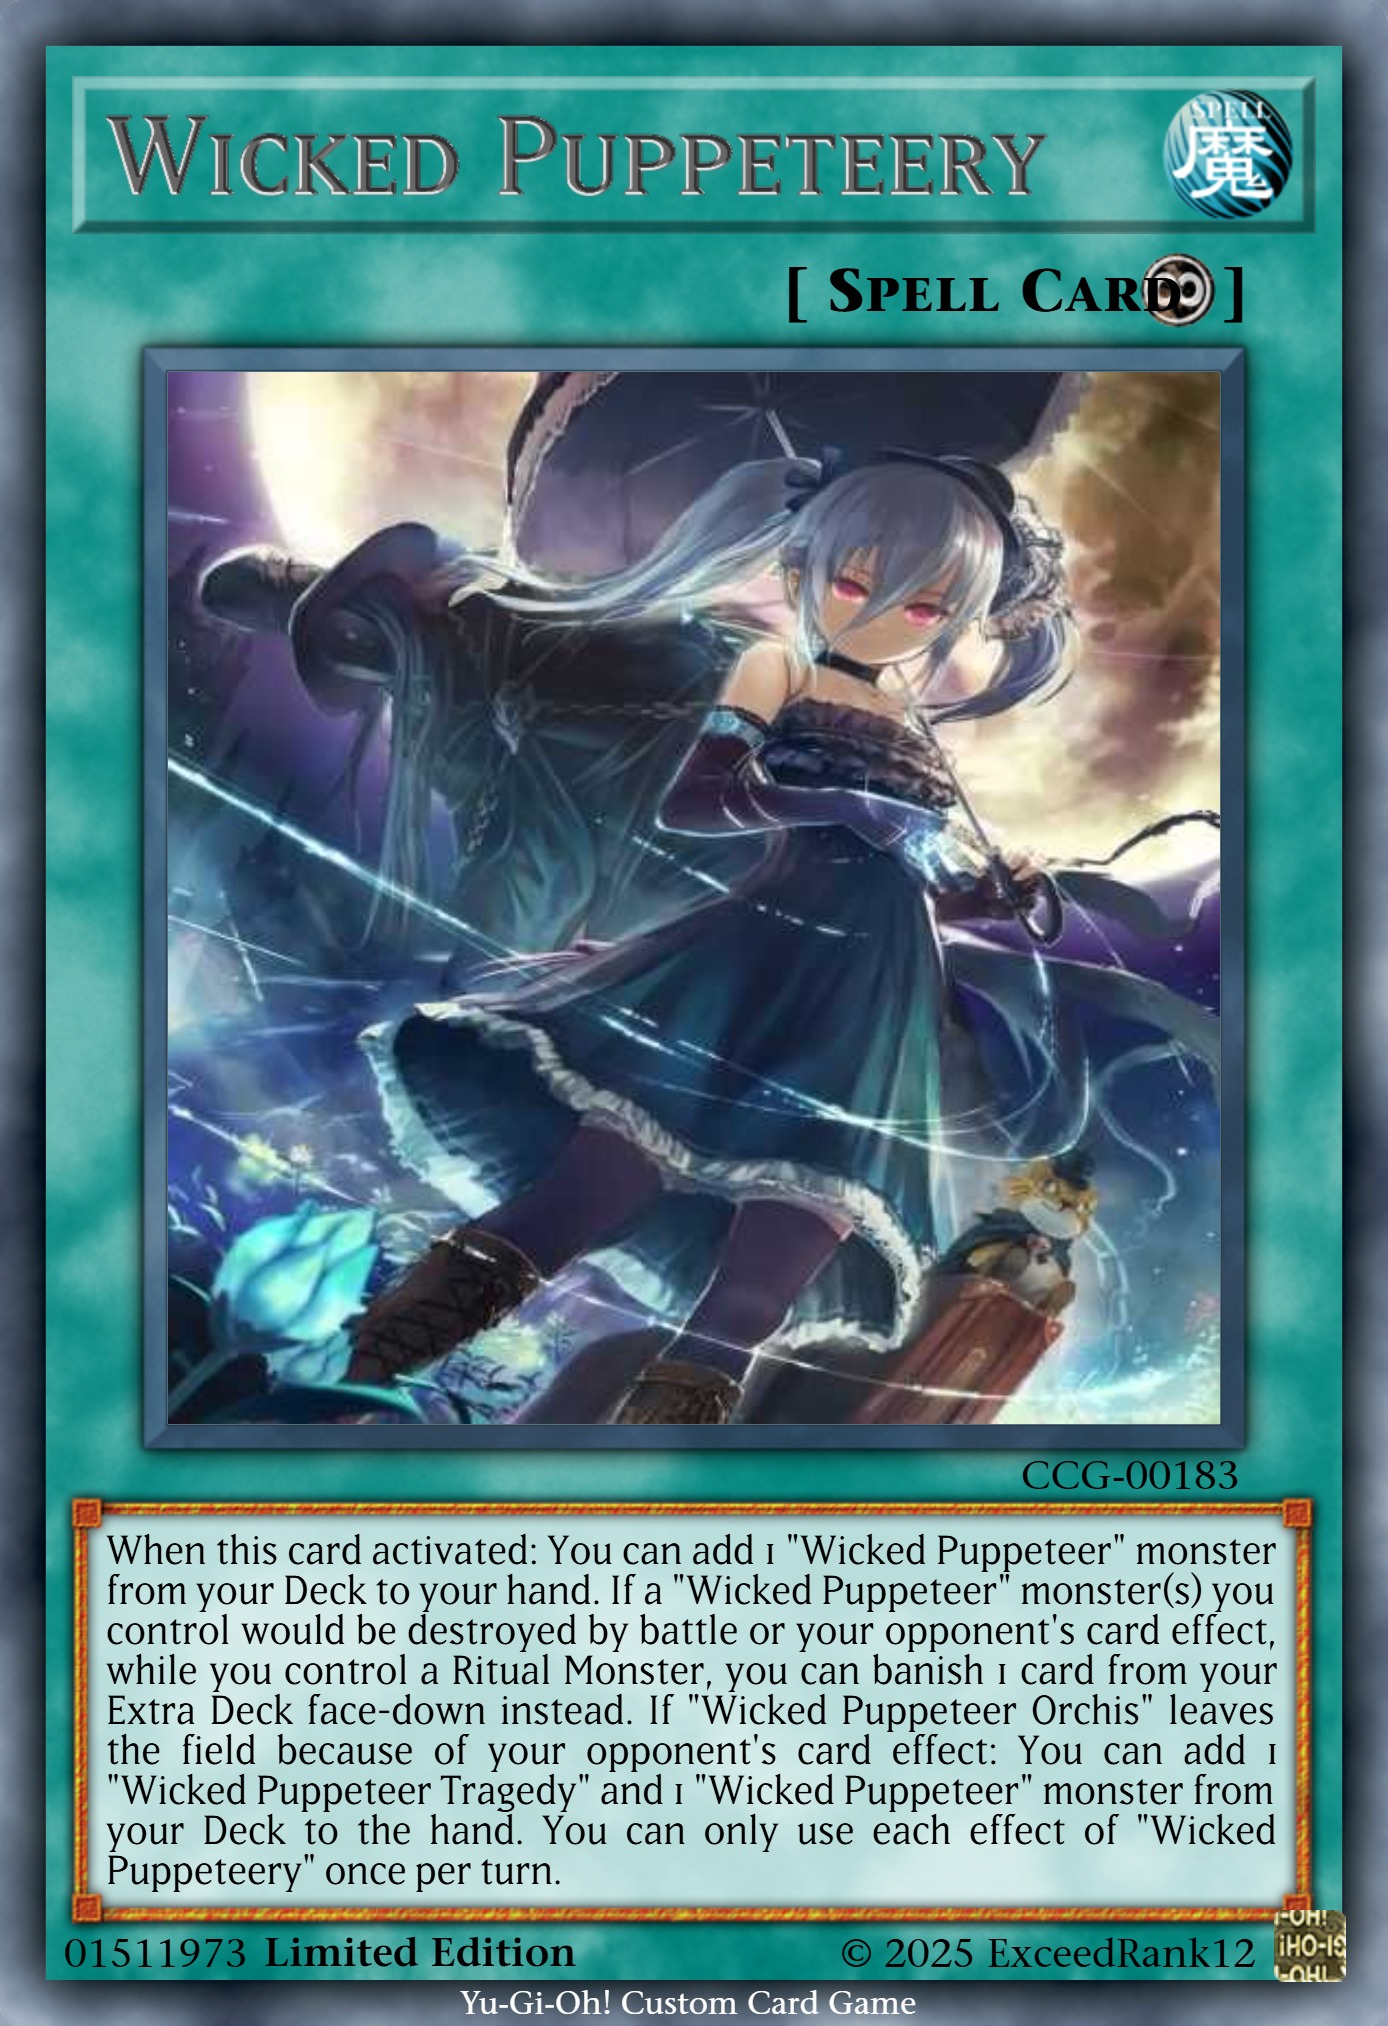 Wicked Puppeteery
SPELL
魔
[ Spell Card ]
CCG-00183
When this card activated: You can add 1 "Wicked Puppeteer" monster
from your Deck to your hand. If a "Wicked Puppeteer" monster(s) you
control would be destroyed by battle or your opponent's card effect,
while you control a Ritual Monster, you can banish 1 card from your
Extra Deck face-down instead. If "Wicked Puppeteer Orchis" leaves
the field because of your opponent's card effect: You can add 1
"Wicked Puppeteer Tragedy" and 1 "Wicked Puppeteer" monster from
your Deck to the hand. You can only use each effect of "Wicked
Puppeteery" once per turn.
01511973 Limited Edition
© 2025 ExceedRank12
Yu-Gi-Oh! Custom Card Game